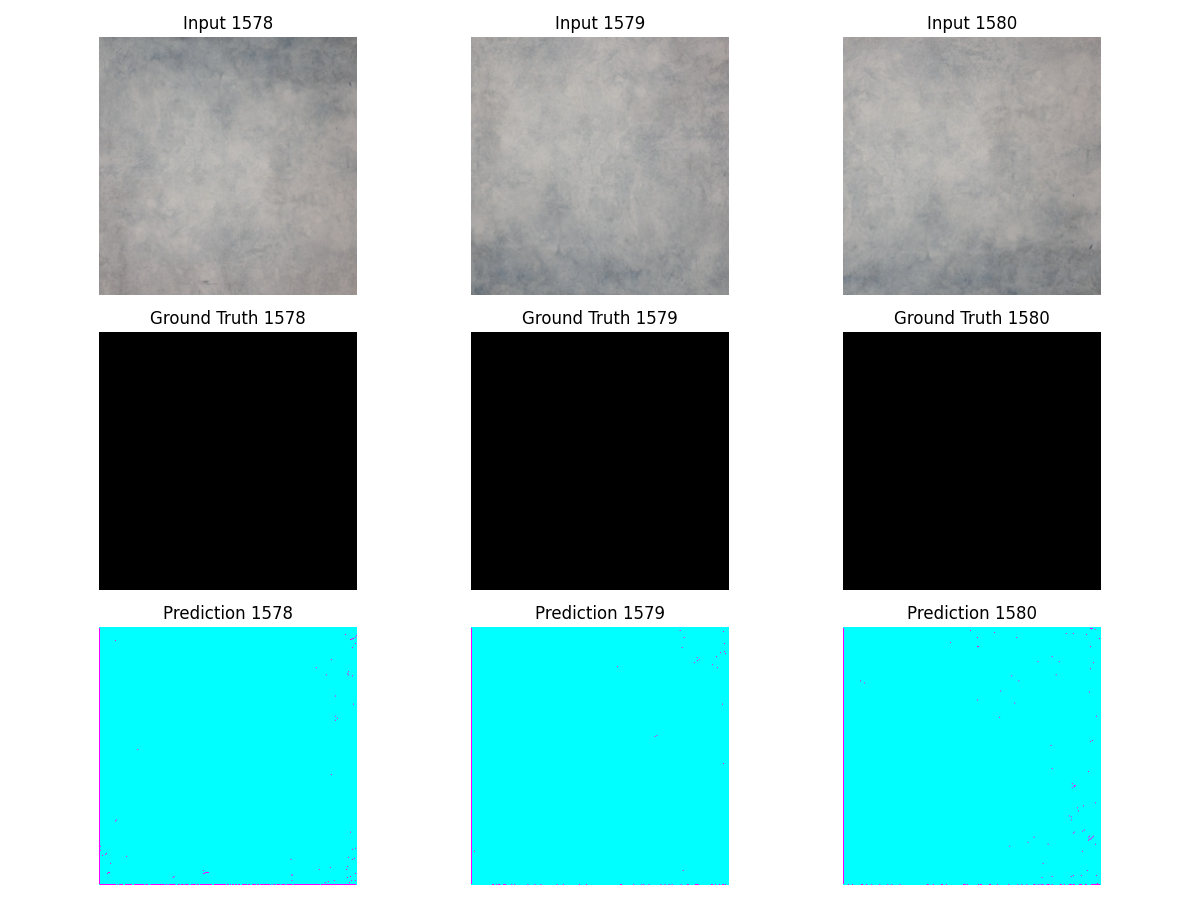 Input 1578
Input 1579
Input 1580
Ground Truth 1578
Ground Truth 1579
Ground Truth 1580
Prediction 1578
Prediction 1579
Prediction 1580